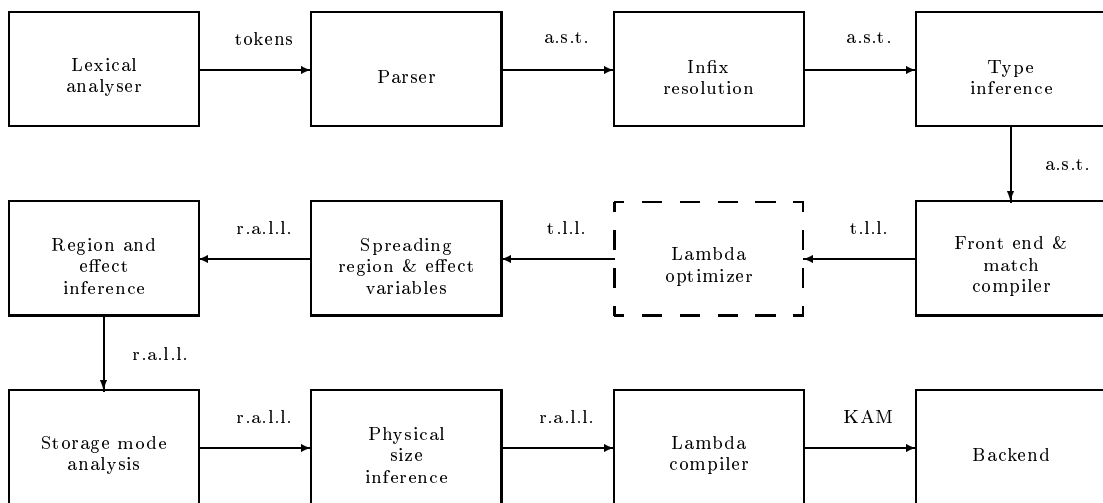 tokens
a.s.t.
a.s.t.
Lexical
analyser
Parser
Infix
resolution
Type
inference
a.s.t.
r.a.l.l.
t.l.l.
t.l.l.
Region and
effect
inference
Spreading
region & effect
variables
Lambda
optimizer
Front end &
match
compiler
r.a.l.l.
r.a.l.l.
r.a.l.l.
KAM
Storage mode
analysis
Physical
size
inference
Lambda
compiler
Backend